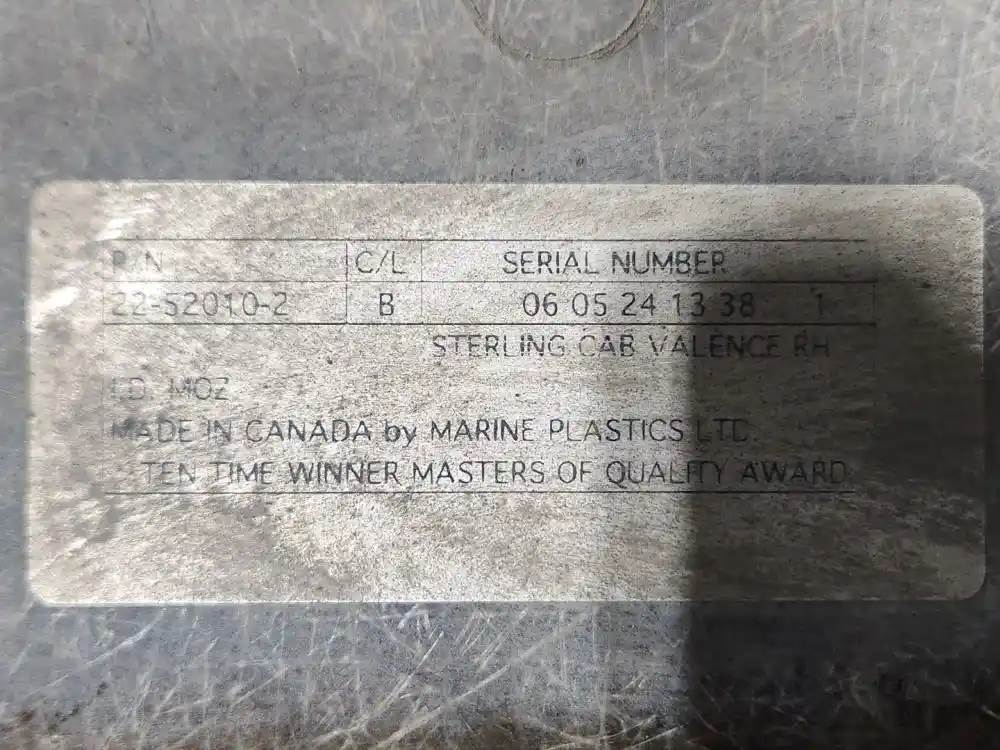 P/N C/L SERIAL NUMBER
22-52010-2 B 06 05 24 13 38 1
STERLING CAB VALENCE RH
I.D. MOZ
MADE IN CANADA by MARINE PLASTICS LTD.
TEN TIME WINNER MASTERS OF QUALITY AWARD